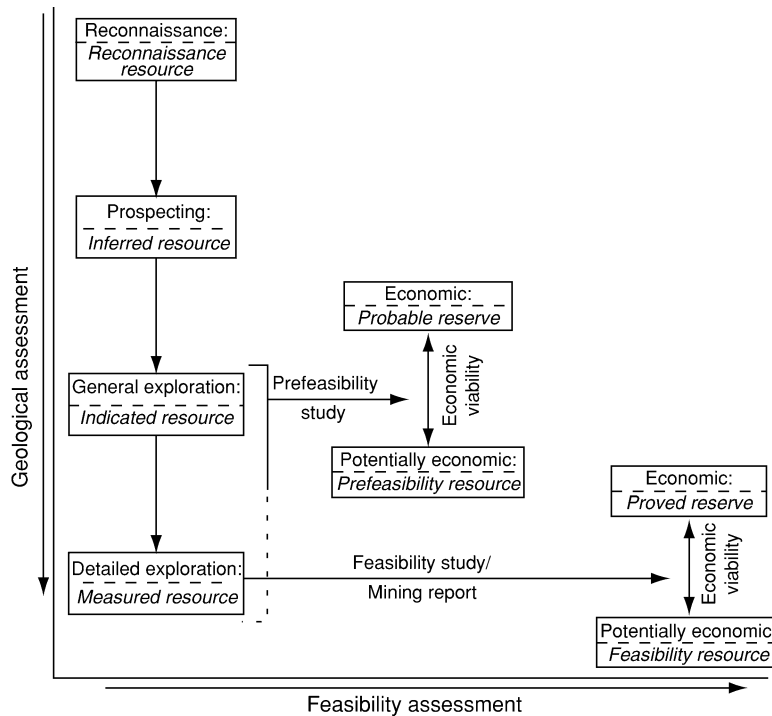 Reconnaissance:
Reconnaissance
resource
Prospecting:
Inferred resource
General exploration:
Indicated resource
Detailed exploration:
Measured resource
Prefeasibility
study
Economic:
Probable reserve
Economic
viability
Potentially economic:
Prefeasibility resource
Feasibility study/
Mining report
Economic:
Proved reserve
Economic
viability
Potentially economic
Feasibility resource
Geological assessment
Feasibility assessment